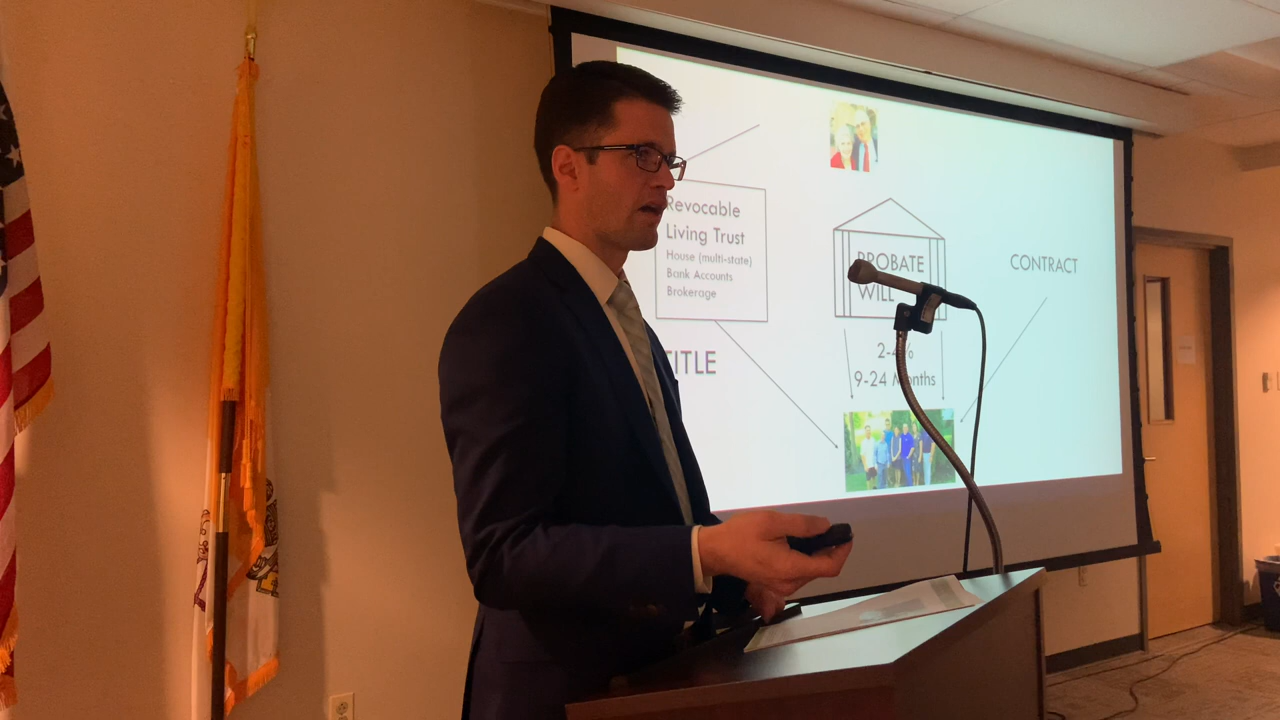 Revocable
Living Trust
House (multi-state)
Bank Accounts
Brokerage
TITLE
PROBATE
WILL
2-4%
9-24 Months
CONTRACT